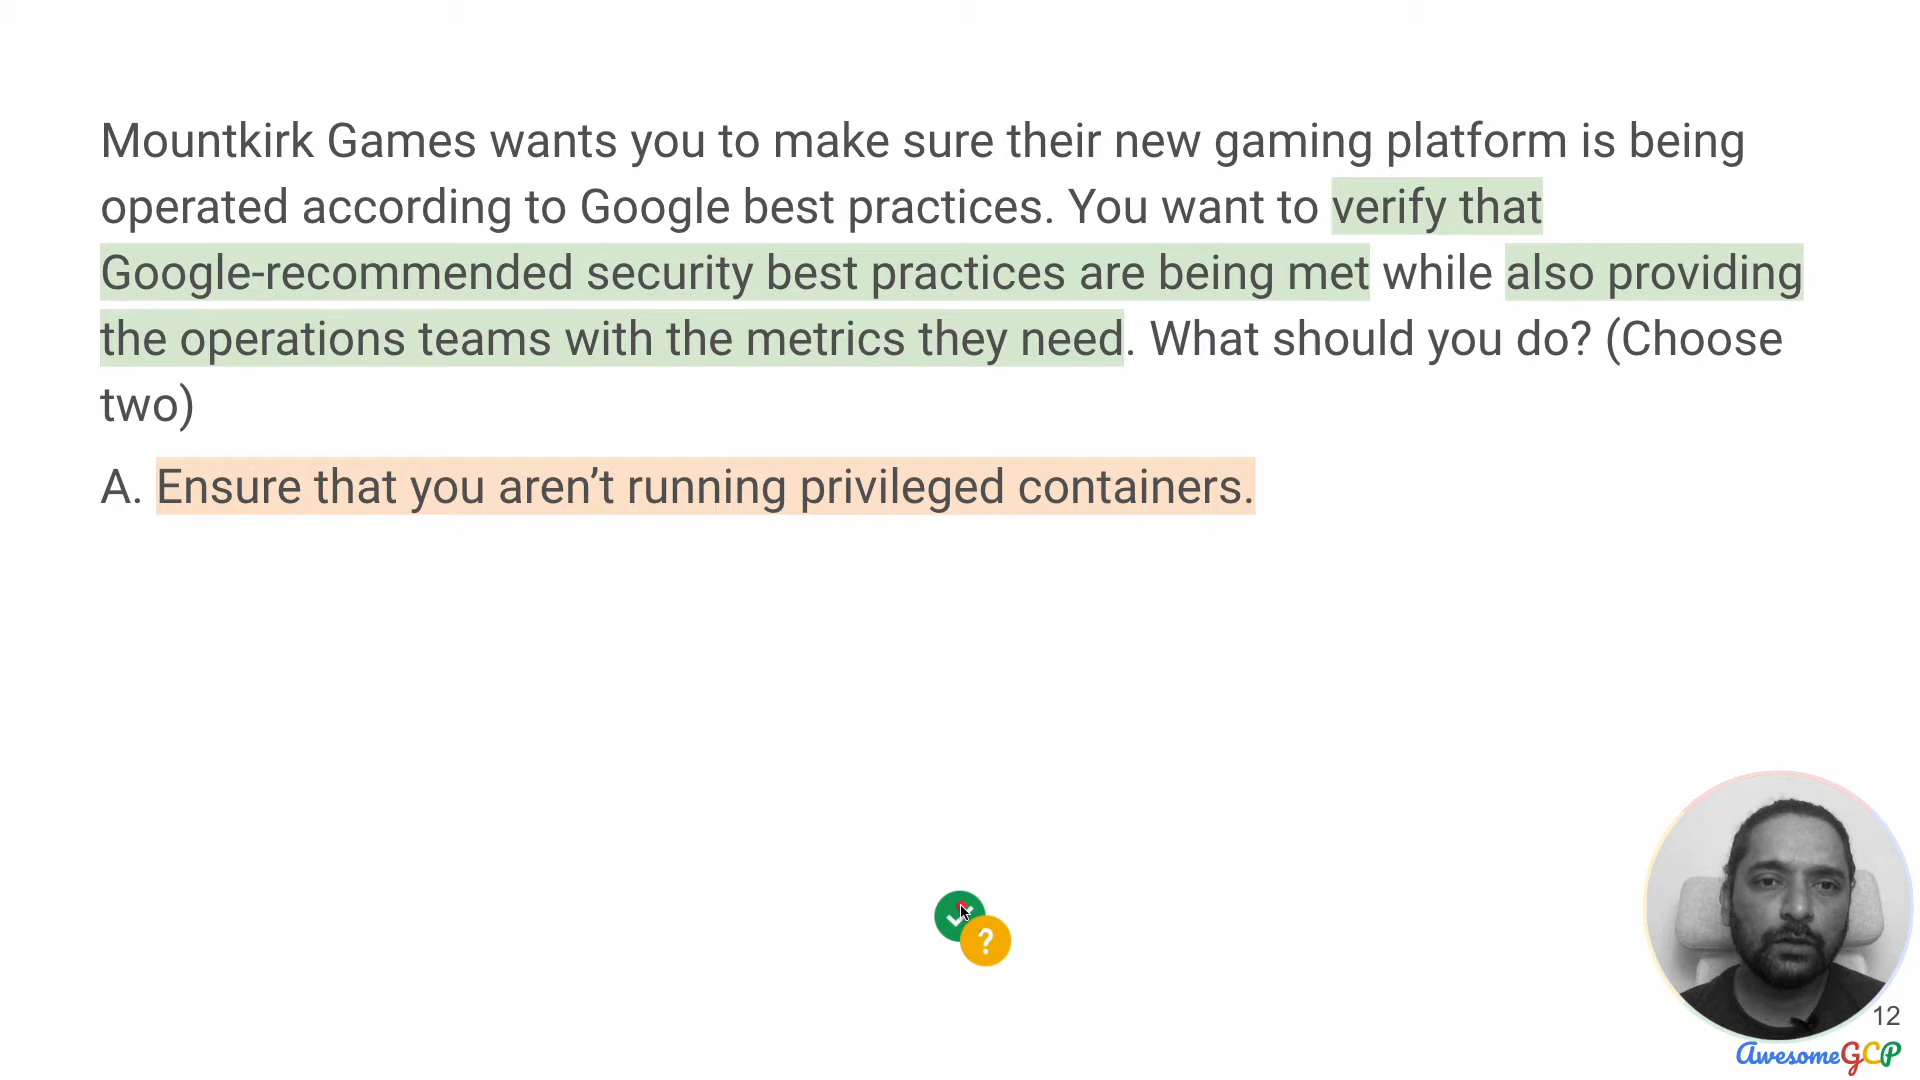 Mountkirk Games wants you to make sure their new gaming platform is being
operated according to Google best practices. You want to verify that
Google-recommended security best practices are being met while also providing
the operations teams with the metrics they need. What should you do? (Choose
two)
A. Ensure that you aren’t running privileged containers.
?
12
AwesomeGCP